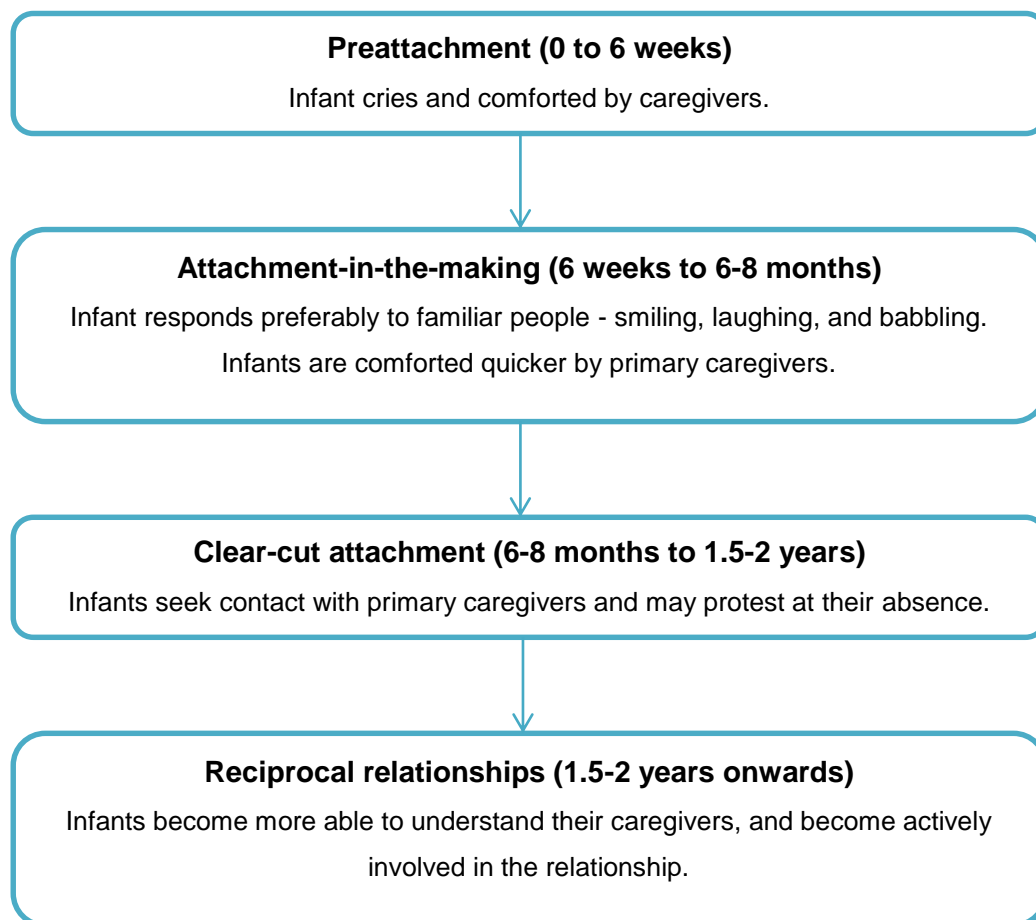 Preattachment (0 to 6 weeks)
Infant cries and comforted by caregivers.
Attachment-in-the-making (6 weeks to 6-8 months)
Infant responds preferably to familiar people - smiling, laughing, and babbling.
Infants are comforted quicker by primary caregivers.
Clear-cut attachment (6-8 months to 1.5-2 years)
Infants seek contact with primary caregivers and may protest at their absence.
Reciprocal relationships (1.5-2 years onwards)
Infants become more able to understand their caregivers, and become actively
involved in the relationship.